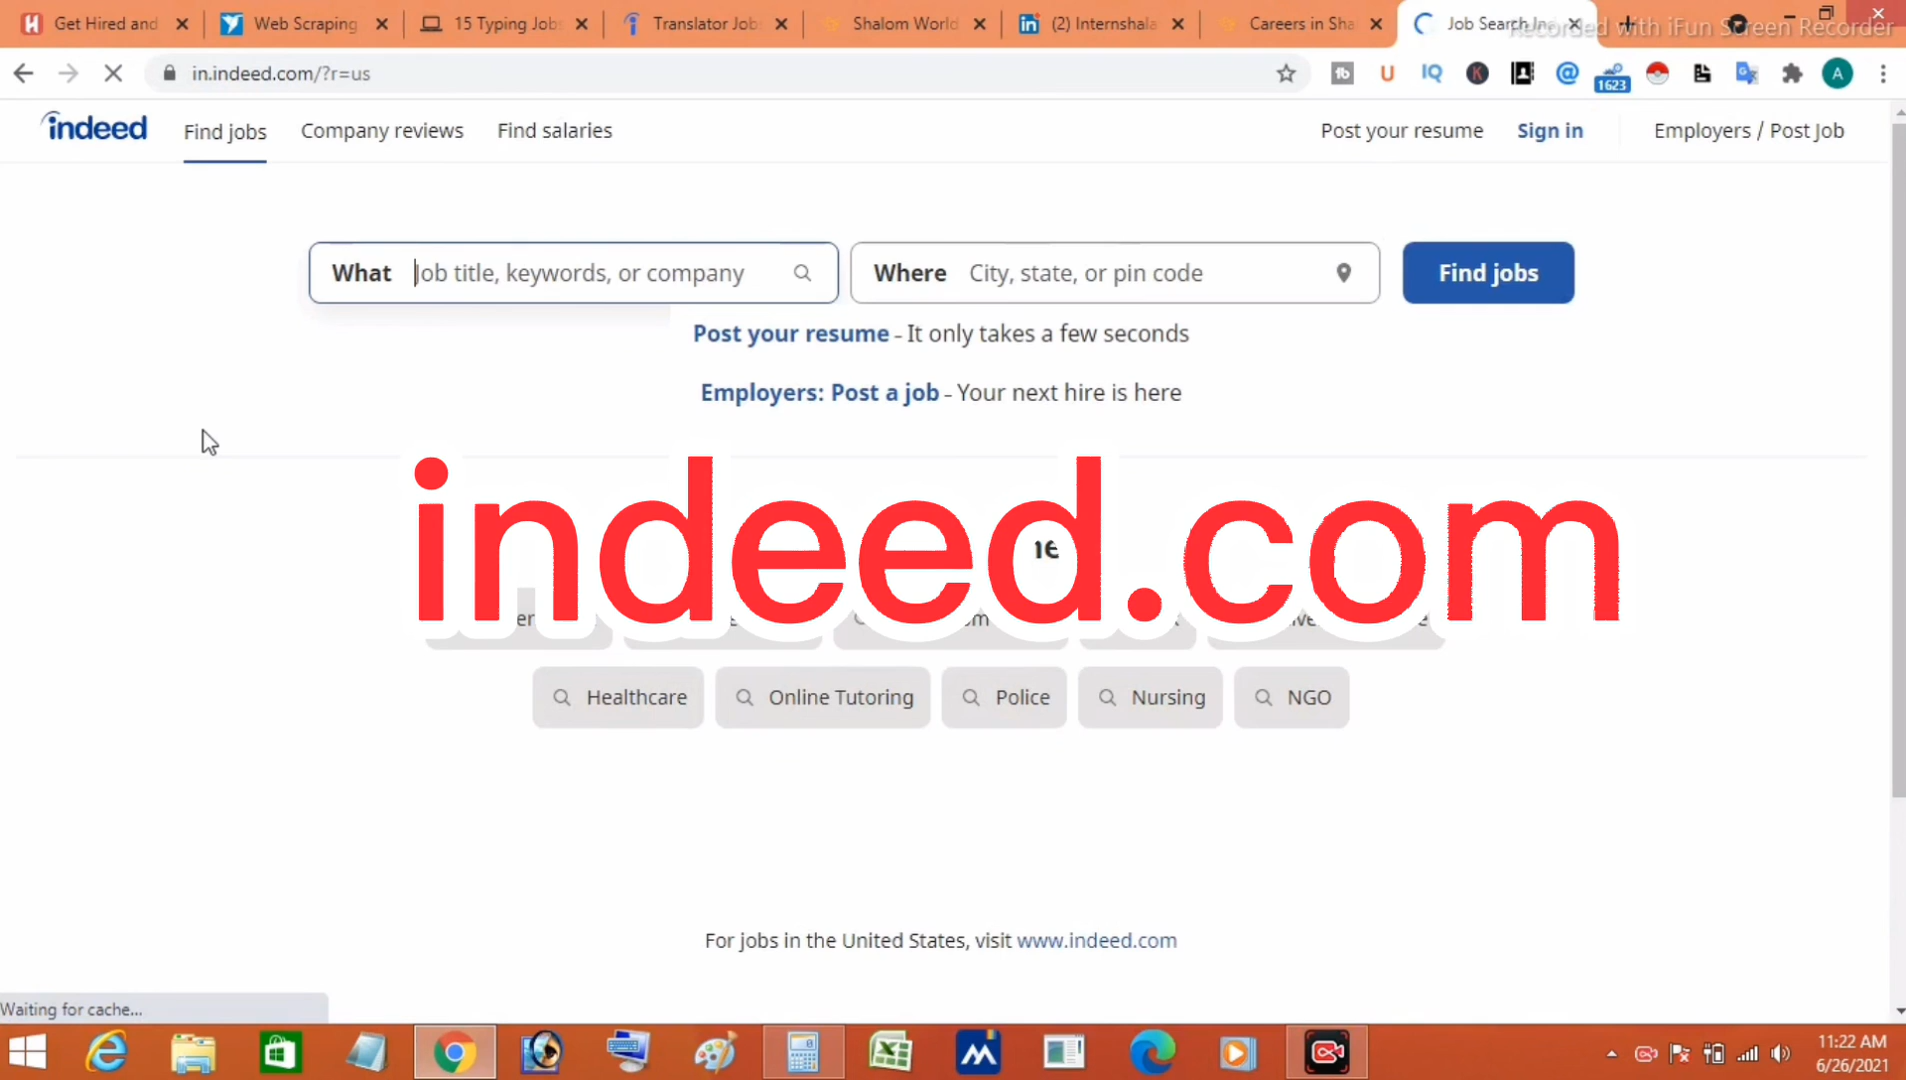 Get Hired and
Web Scraping
15 Typing Jobs
Translator Job
Shalom World
(2) Internshala
Careers in Sha
Job Search In
Recorded with iFun Screen Recorder
in.indeed.com/?r=us
1623
A
indeed
Find jobs
Company reviews
Find salaries
Post your resume
Sign in
Employers / Post Job
What Job title, keywords, or company
Where City, state, or pin code
Find jobs
Post your resume - It only takes a few seconds
Employers: Post a job - Your next hire is here
indeed.com
Healthcare
Online Tutoring
Police
Nursing
NGO
For jobs in the United States, visit www.indeed.com
Waiting for cache...
11:22 AM
6/26/2021